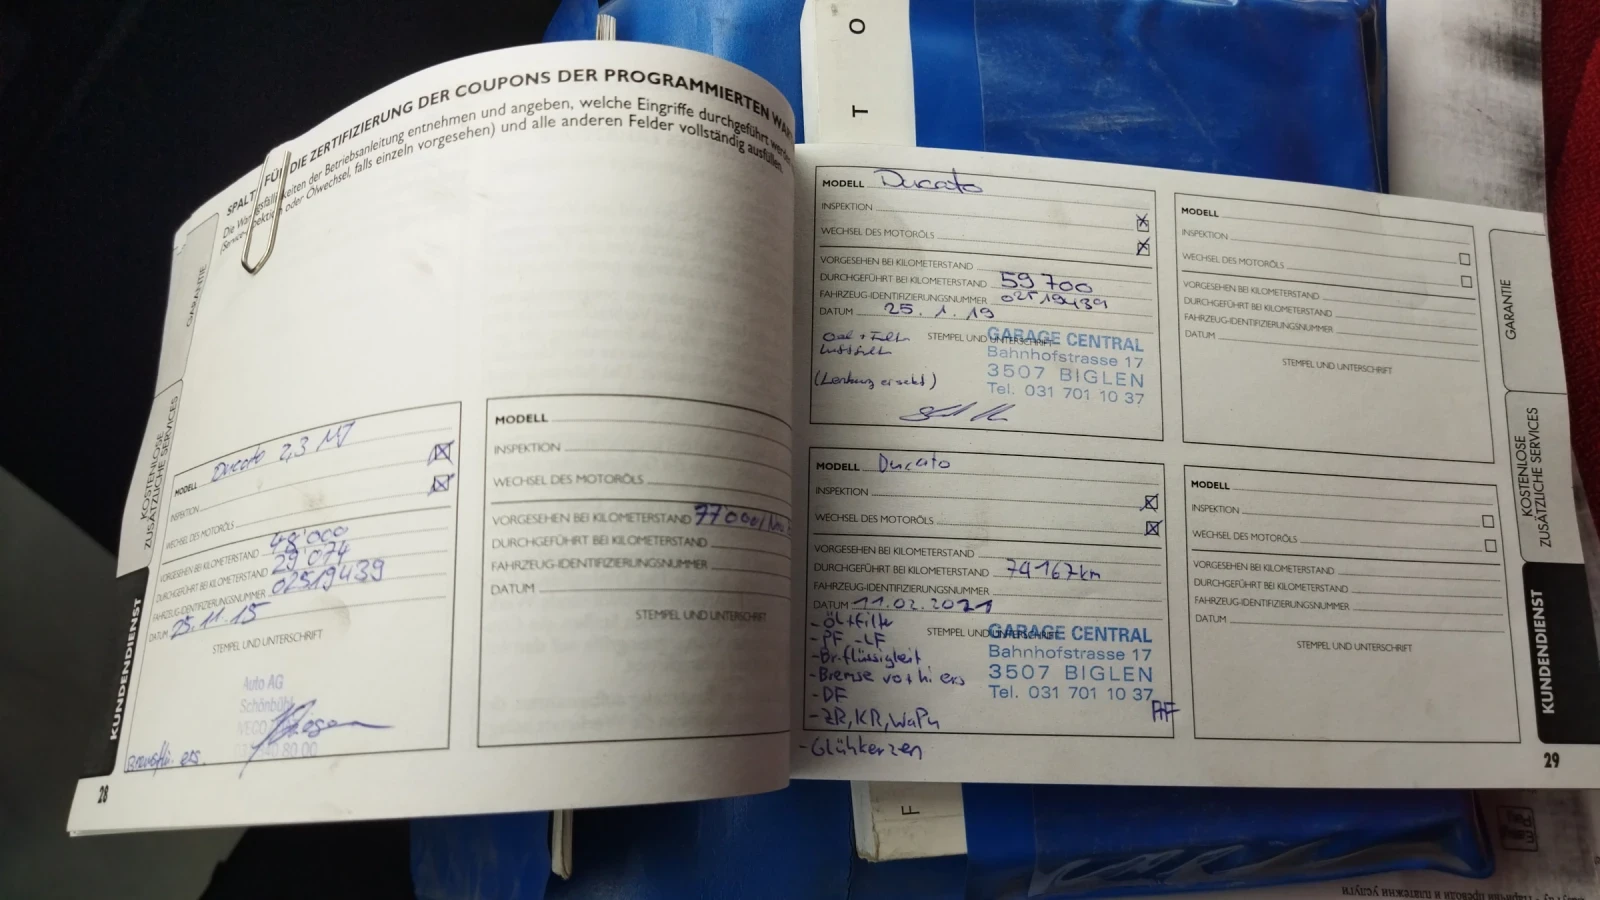 SPALT FÜR DIE ZERTIFIZIERUNG DER COUPONS DER PROGRAMMIERTEN
der Betriebsanleitung entnehmen und angeben, welche Eingriffe durchgeführt
oder Ölwechsel, falls einzeln vorgesehen) und alle anderen Felder vollständig ausfüllen
GARANTIE
KOSTENLOSE
ZUSÄTZLICHE SERVICES
KUNDENDIENST
MODELL Ducato 2,3 MJ
INSPEKTION
WECHSEL DES MOTORÖLS
VORGESEHEN BEI KILOMETERSTAND 48'000
DURCHGEFÜHRT BEI KILOMETERSTAND 29'074
FAHRZEUG-IDENTIFIZIERUNGSNUMMER 02519439
DATUM 25.11.15
STEMPEL UND UNTERSCHRIFT
Auto AG
Schönbühl
80 00
ers
28
MODELL
INSPEKTION
WECHSEL DES MOTORÖLS
VORGESEHEN BEI KILOMETERSTAND 77000/
DURCHGEFÜHRT BEI KILOMETERSTAND
FAHRZEUG-IDENTIFIZIERUNGSNUMMER
DATUM
STEMPEL UND UNTERSCHRIFT
MODELL Ducato
INSPEKTION
WECHSEL DES MOTORÖLS
VORGESEHEN BEI KILOMETERSTAND
DURCHGEFÜHRT BEI KILOMETERSTAND 59700
FAHRZEUG-IDENTIFIZIERUNGSNUMMER 02519439
DATUM 25.1.19
STEMPEL UND UNTERSCHRIFT
GARAGE CENTRAL
Bahnhofstrasse 17
3507 BIGLEN
Tel. 031 701 10 37
MODELL Ducato
INSPEKTION
WECHSEL DES MOTORÖLS
VORGESEHEN BEI KILOMETERSTAND
DURCHGEFÜHRT BEI KILOMETERSTAND 74167km
FAHRZEUG-IDENTIFIZIERUNGSNUMMER
DATUM 11.02.2021
STEMPEL UND UNTERSCHRIFT
- Öl+Filter
- PF, -LF
- Br.flüssigkeit
- Bremse vo+hi ers
- DF
- ZR, KR, WaPu
- Glühkerzen
GARAGE CENTRAL
Bahnhofstrasse 17
3507 BIGLEN
Tel. 031 701 10 37
MODELL
INSPEKTION
WECHSEL DES MOTORÖLS
VORGESEHEN BEI KILOMETERSTAND
DURCHGEFÜHRT BEI KILOMETERSTAND
FAHRZEUG-IDENTIFIZIERUNGSNUMMER
DATUM
STEMPEL UND UNTERSCHRIFT
MODELL
INSPEKTION
WECHSEL DES MOTORÖLS
VORGESEHEN BEI KILOMETERSTAND
DURCHGEFÜHRT BEI KILOMETERSTAND
FAHRZEUG-IDENTIFIZIERUNGSNUMMER
DATUM
STEMPEL UND UNTERSCHRIFT
GARANTIE
KOSTENLOSE
ZUSÄTZLICHE SERVICES
KUNDENDIENST
29
T O
F